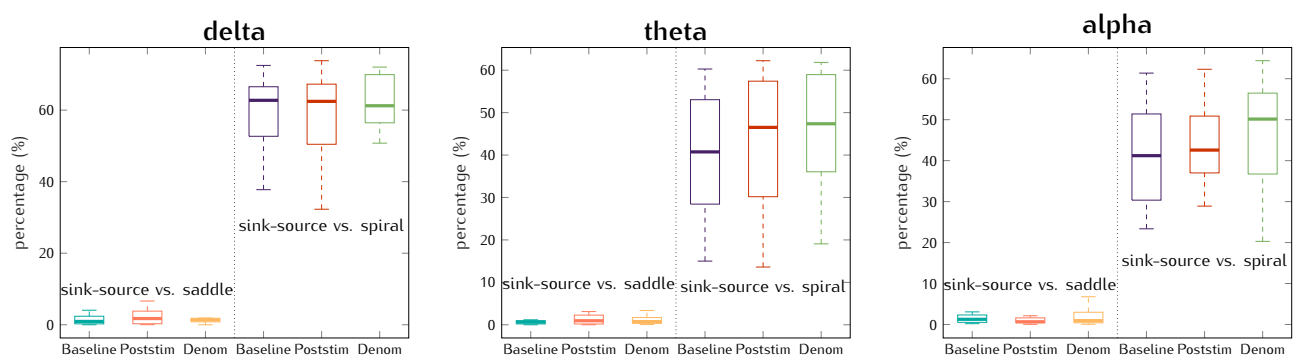 delta
percentage (%)
60
40
20
0
sink-source vs. spiral
sink-source vs. saddle
Baseline Poststim Denom Baseline Poststim Denom
theta
percentage (%)
60
50
40
30
20
10
0
sink-source vs. saddle
sink-source vs. spiral
Baseline Poststim Denom Baseline Poststim Denom
alpha
percentage (%)
60
50
40
30
20
10
0
sink-source vs. spiral
sink-source vs. saddle
Baseline Poststim Denom Baseline Poststim Denom